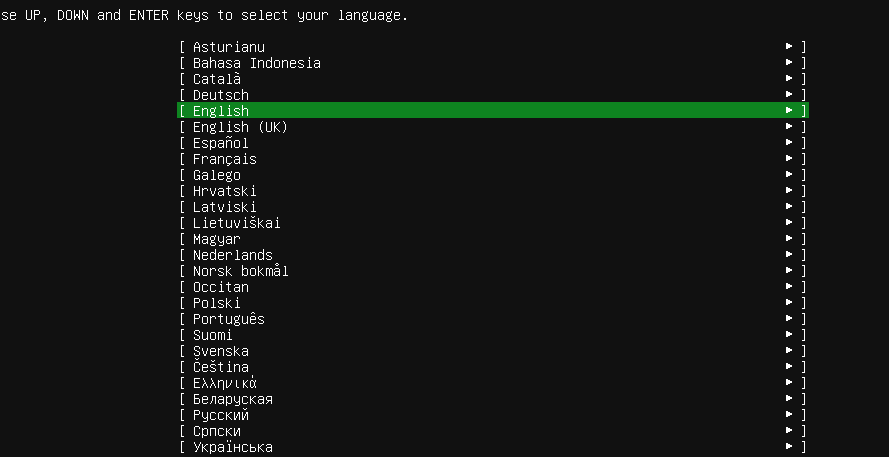 se UP, DOWN and ENTER keys to select your language.
[ Asturianu ► ]
[ Bahasa Indonesia ► ]
[ Català ► ]
[ Deutsch ► ]
[ English ► ]
[ English (UK) ► ]
[ Español ► ]
[ Français ► ]
[ Galego ► ]
[ Hrvatski ► ]
[ Latviski ► ]
[ Lietuviškai ► ]
[ Magyar ► ]
[ Nederlands ► ]
[ Norsk bokmål ► ]
[ Occitan ► ]
[ Polski ► ]
[ Português ► ]
[ Suomi ► ]
[ Svenska ► ]
[ Čeština ► ]
[ Ελληνικά ► ]
[ Беларуская ► ]
[ Русский ► ]
[ Српски ► ]
[ Українська ► ]